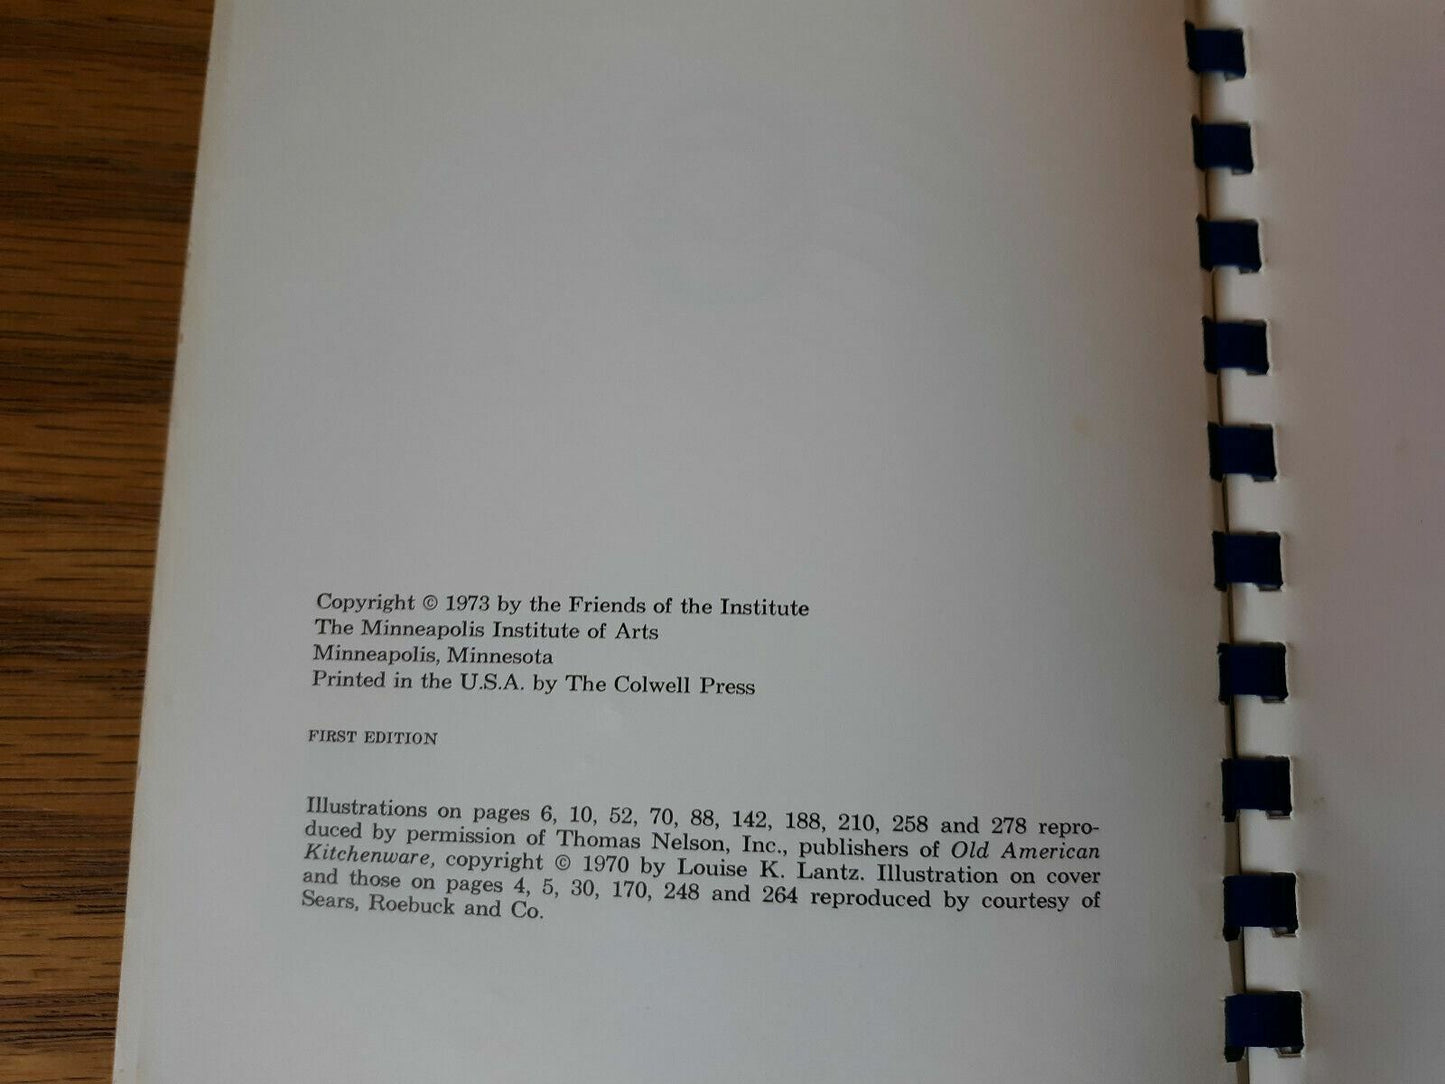 Copyright © 1973 by the Friends of the Institute
The Minneapolis Institute of Arts
Minneapolis, Minnesota
Printed in the U.S.A. by The Colwell Press
FIRST EDITION
Illustrations on pages 6, 10, 52, 70, 88, 142, 188, 210, 258 and 278 repro-
duced by permission of Thomas Nelson, Inc., publishers of Old American
Kitchenware, copyright © 1970 by Louise K. Lantz. Illustration on cover
and those on pages 4, 5, 30, 170, 248 and 264 reproduced by courtesy of
Sears, Roebuck and Co.